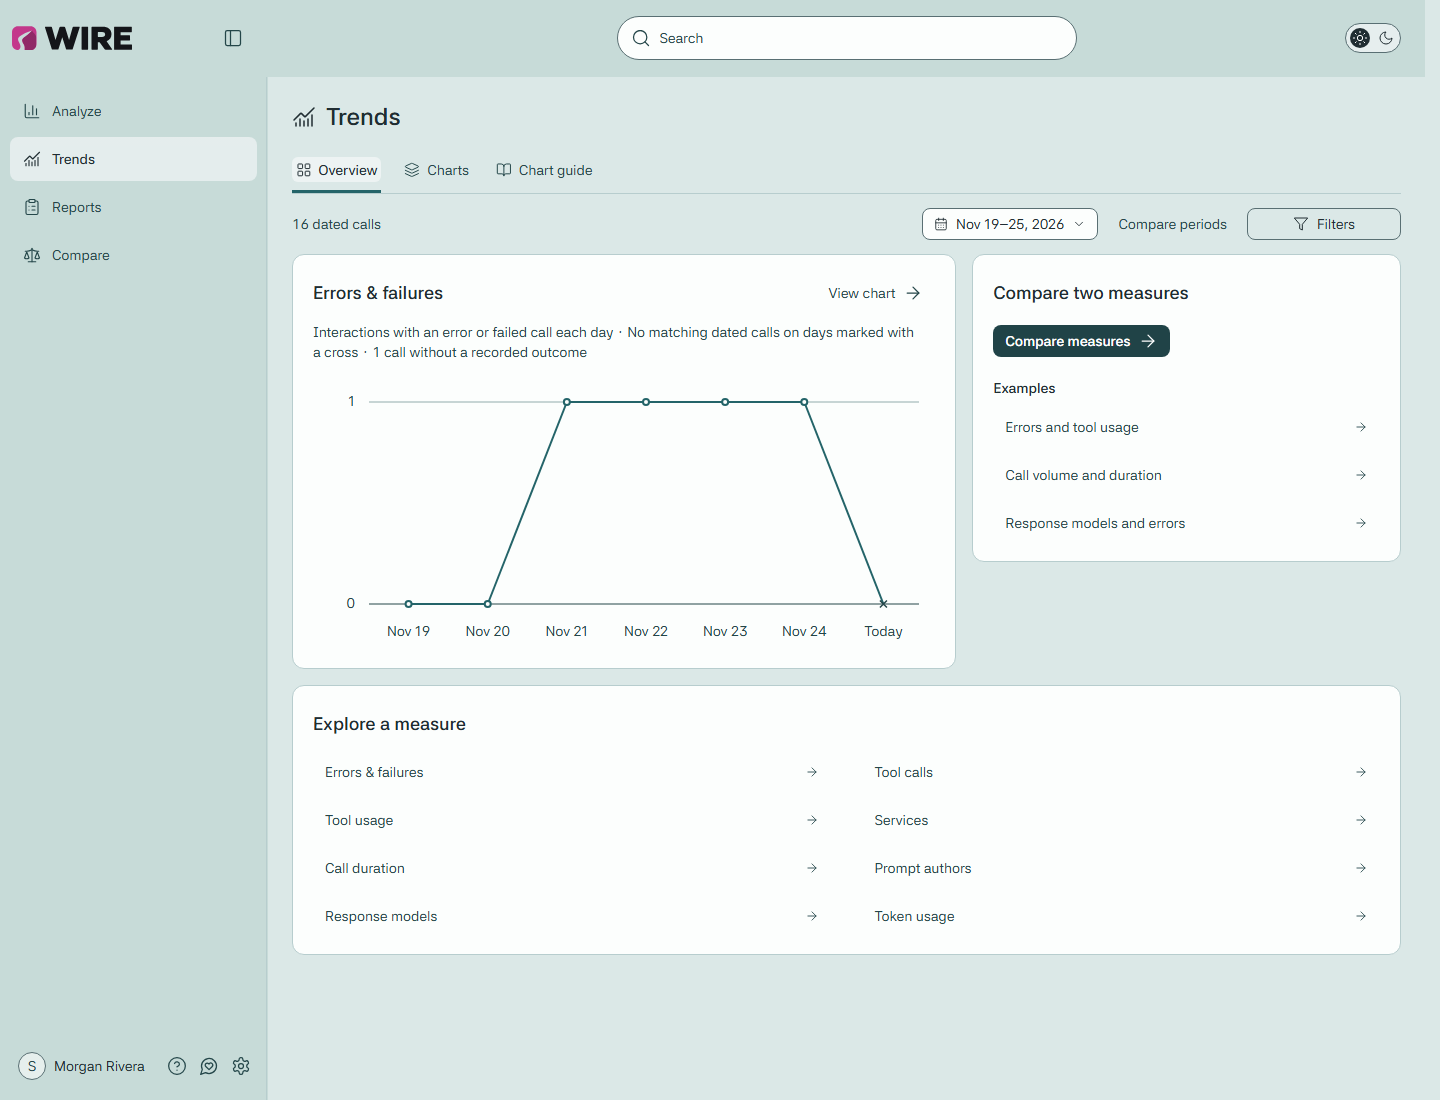 WIRE
Search
Analyze
Trends
Reports
Compare
Trends
Overview
Charts
Chart guide
16 dated calls
Nov 19–25, 2026
Compare periods
Filters
Errors & failures
View chart
Interactions with an error or failed call each day · No matching dated calls on days marked with
a cross · 1 call without a recorded outcome
1
0
Nov 19
Nov 20
Nov 21
Nov 22
Nov 23
Nov 24
Today
Compare two measures
Compare measures
Examples
Errors and tool usage
Call volume and duration
Response models and errors
Explore a measure
Errors & failures
Tool calls
Tool usage
Services
Call duration
Prompt authors
Response models
Token usage
S
Morgan Rivera